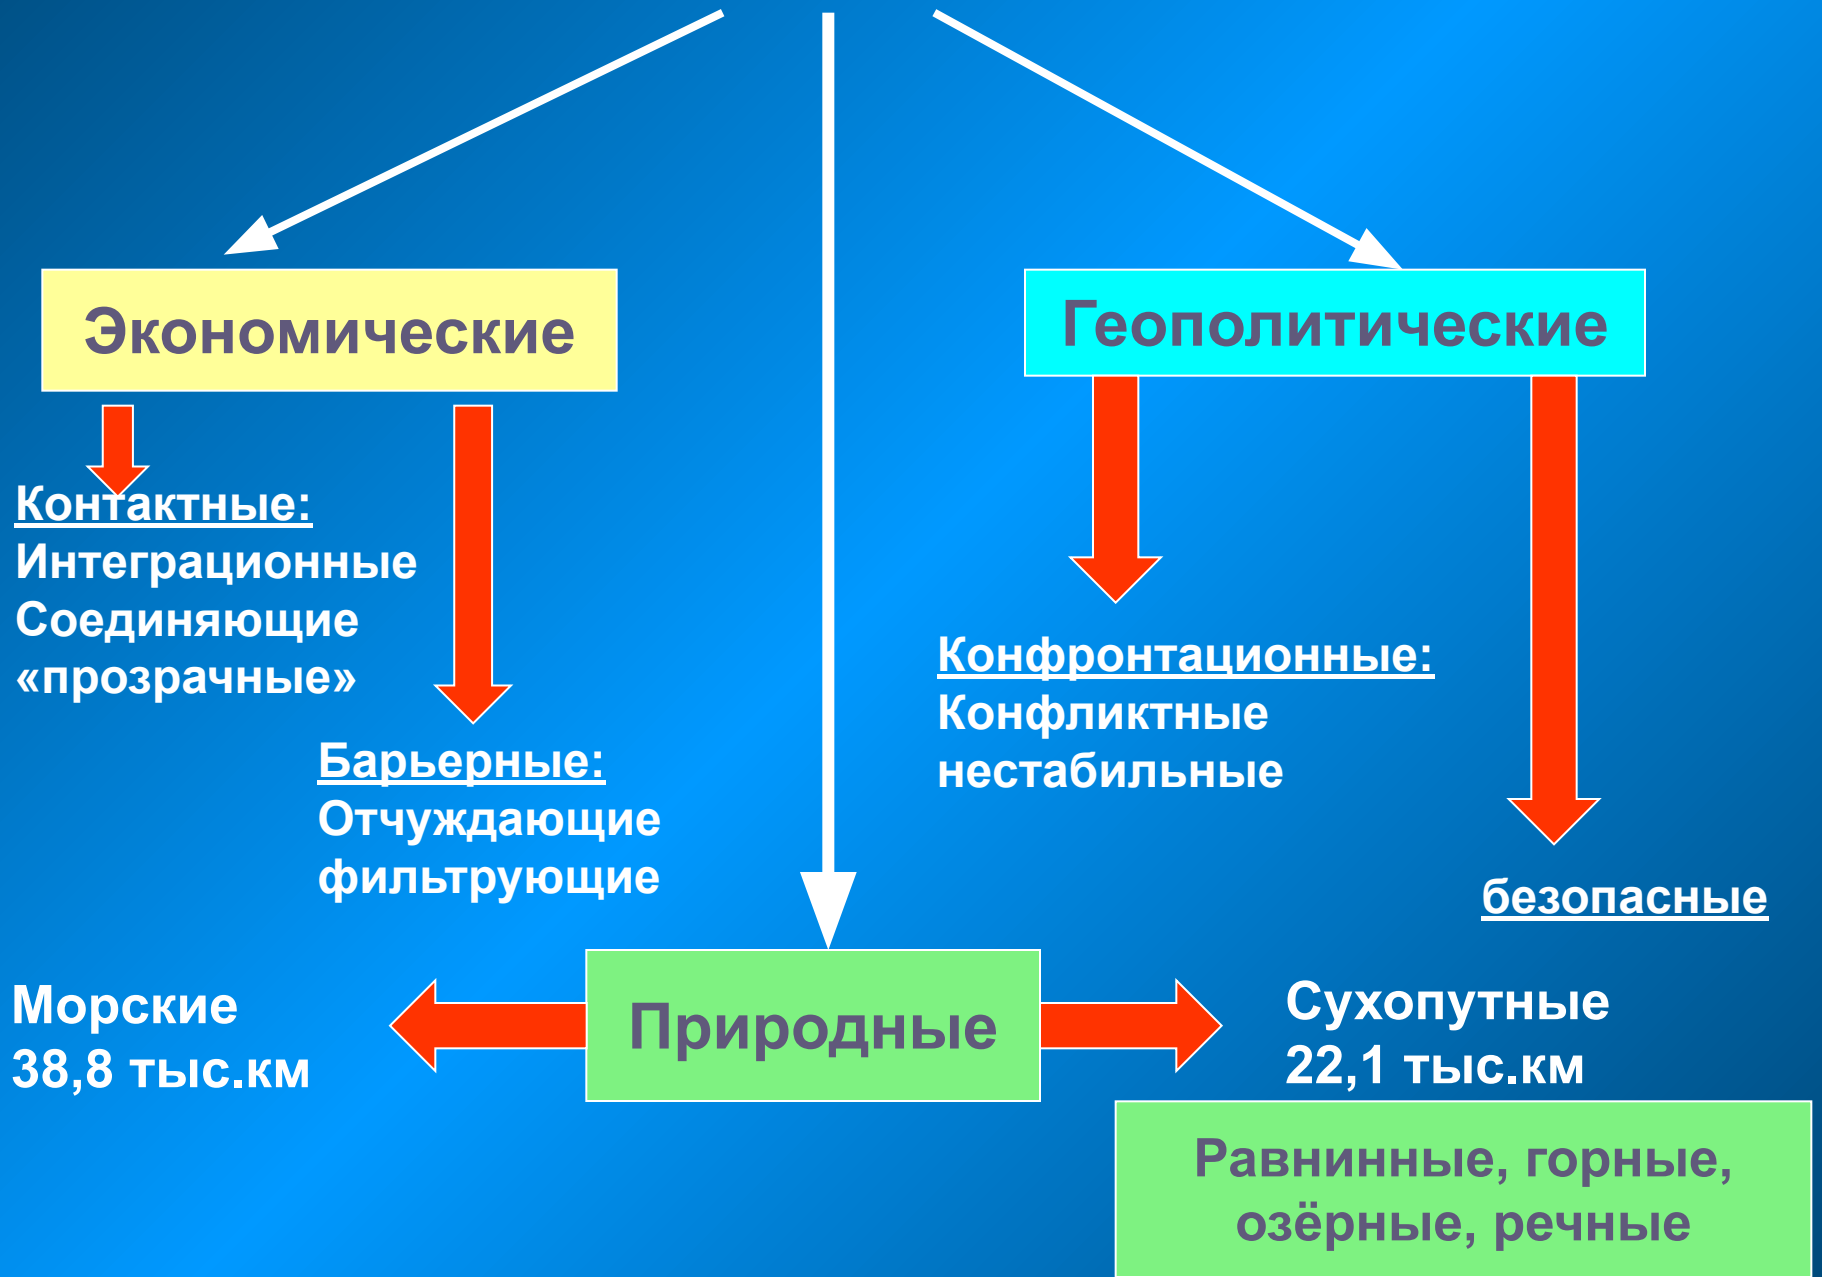 Экономические
Геополитические
Контактные:
Интеграционные
Соединяющие
«прозрачные»
Барьерные:
Отчуждающие
фильтрующие
Конфронтационные:
Конфликтные
нестабильные
безопасные
Морские
38,8 тыс.км
Природные
Сухопутные
22,1 тыс.км
Равнинные, горные,
озёрные, речные